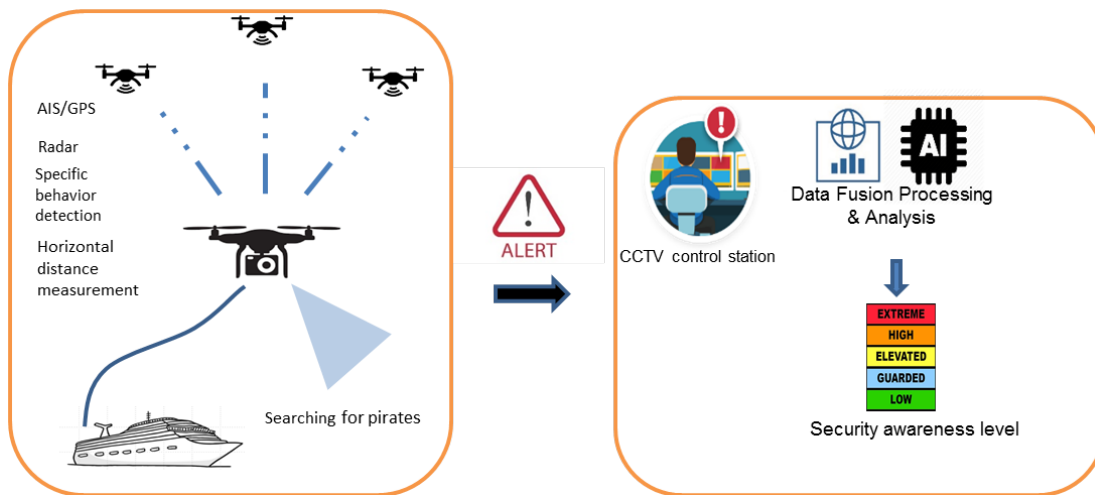 AIS/GPS
Radar
Specific
behavior
detection
Horizontal
distance
measurement
Searching for pirates
ALERT
CCTV control station
AI
Data Fusion Processing
& Analysis
EXTREME
HIGH
ELEVATED
GUARDED
LOW
Security awareness level